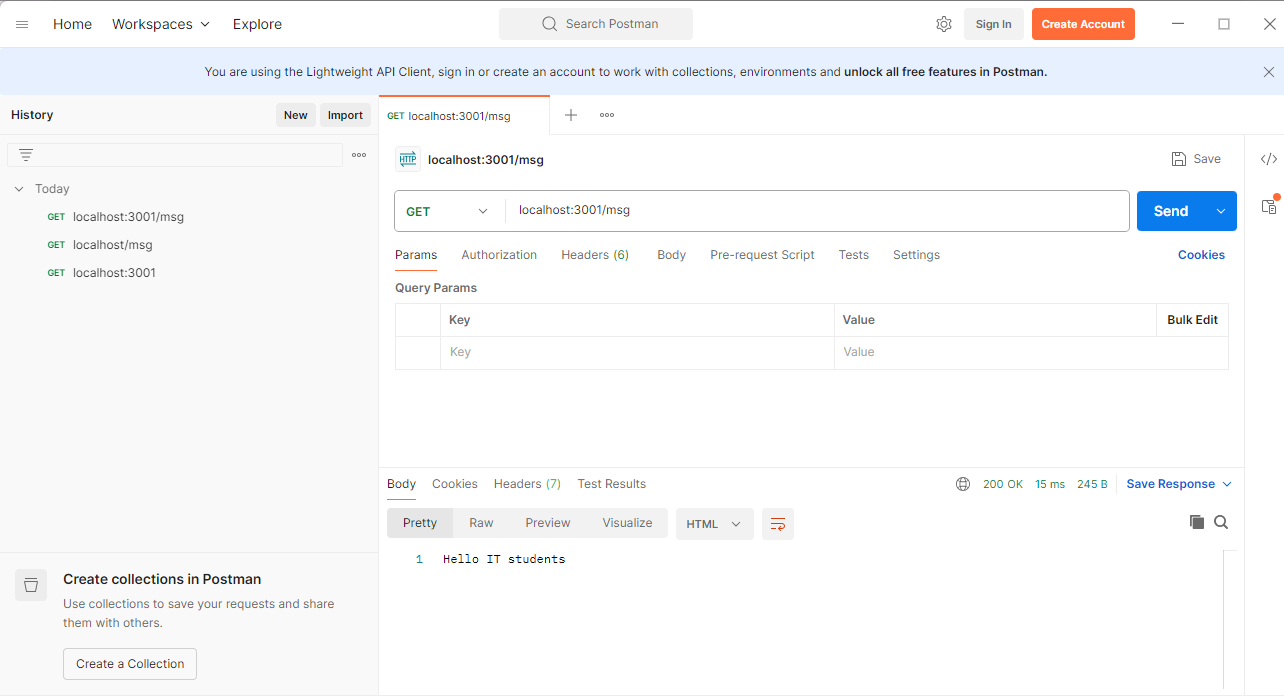 Home Workspaces Explore Search Postman Sign In Create Account
You are using the Lightweight API Client, sign in or create an account to work with collections, environments and unlock all free features in Postman.
History New Import
Today
GET localhost:3001/msg
GET localhost/msg
GET localhost:3001
Create collections in Postman
Use collections to save your requests and share
them with others.
Create a Collection
GET localhost:3001/msg
HTTP localhost:3001/msg Save
GET localhost:3001/msg Send
Params Authorization Headers (6) Body Pre-request Script Tests Settings Cookies
Query Params
Key Value Bulk Edit
Key Value
Body Cookies Headers (7) Test Results 200 OK 15 ms 245 B Save Response
Pretty Raw Preview Visualize HTML
1 Hello IT students